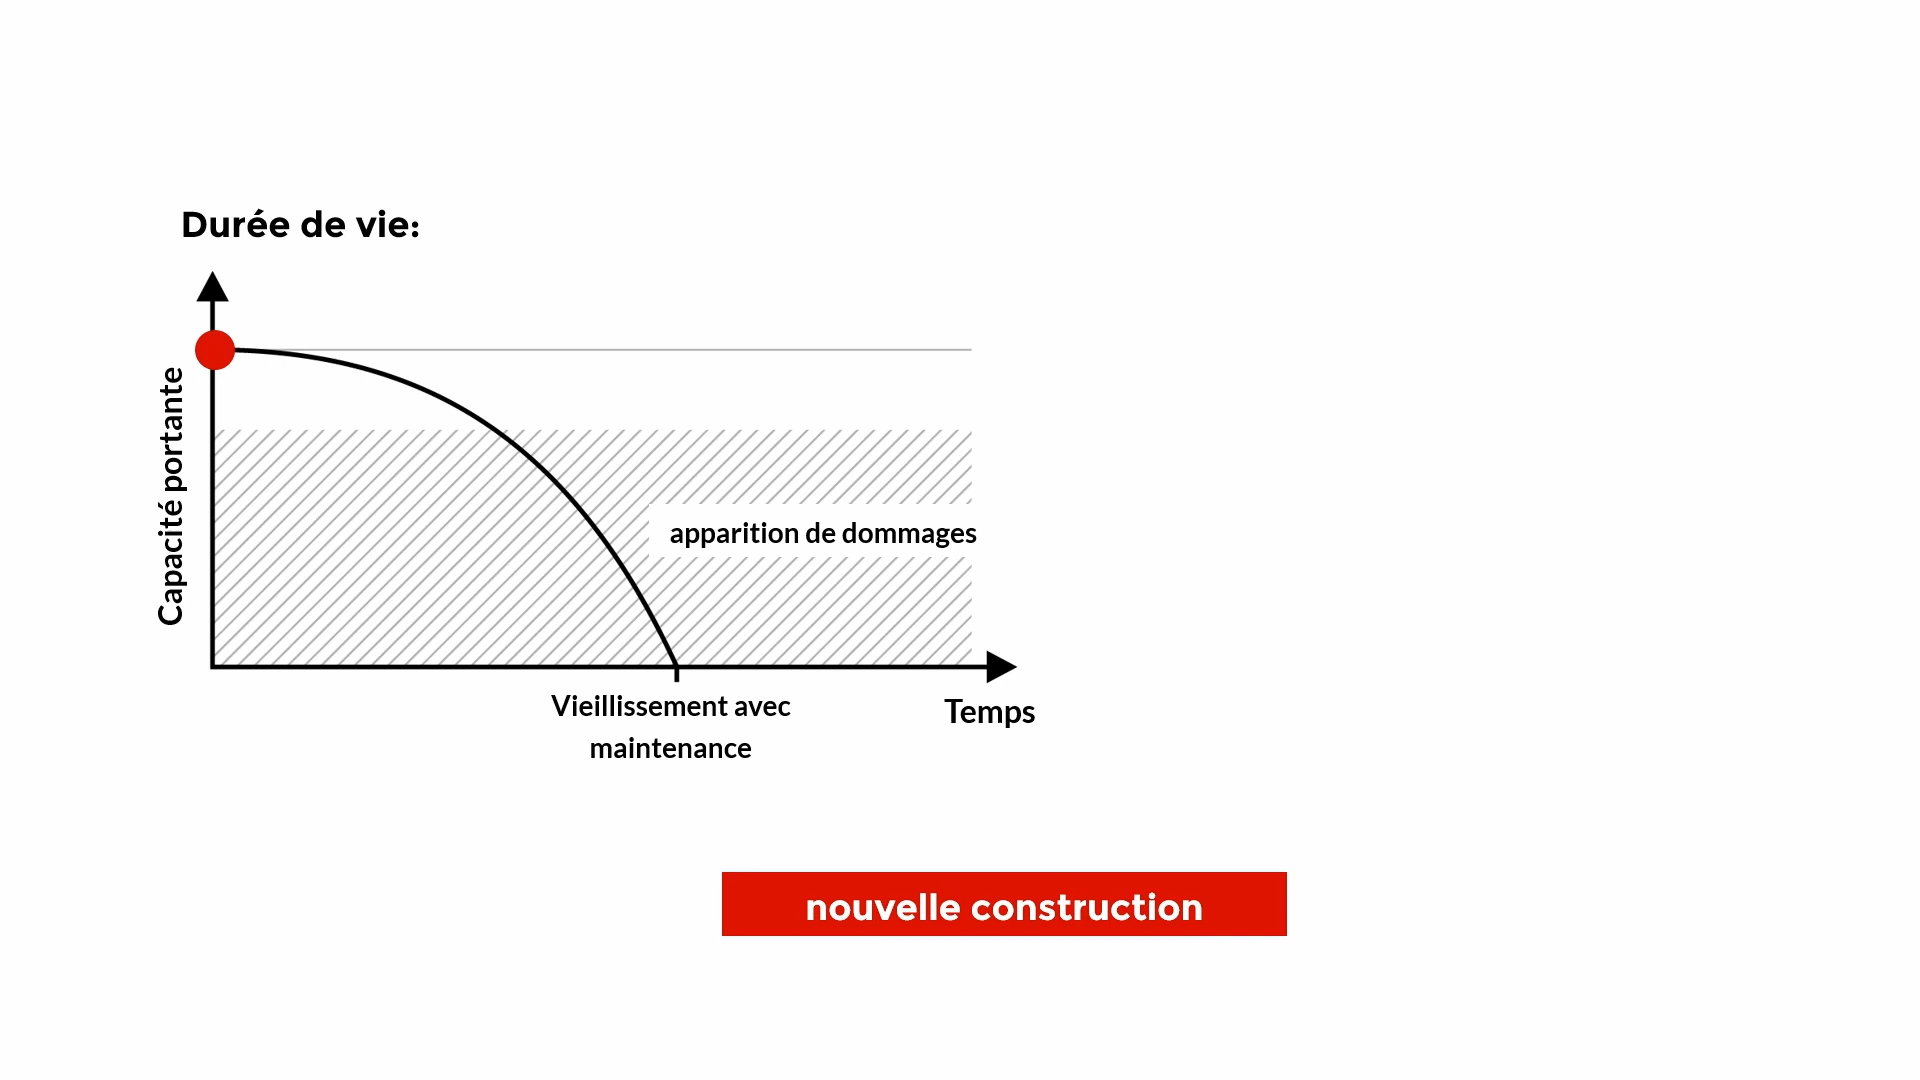 Durée de vie:
Capacité portante
apparition de dommages
Vieillissement avec
maintenance
Temps
nouvelle construction